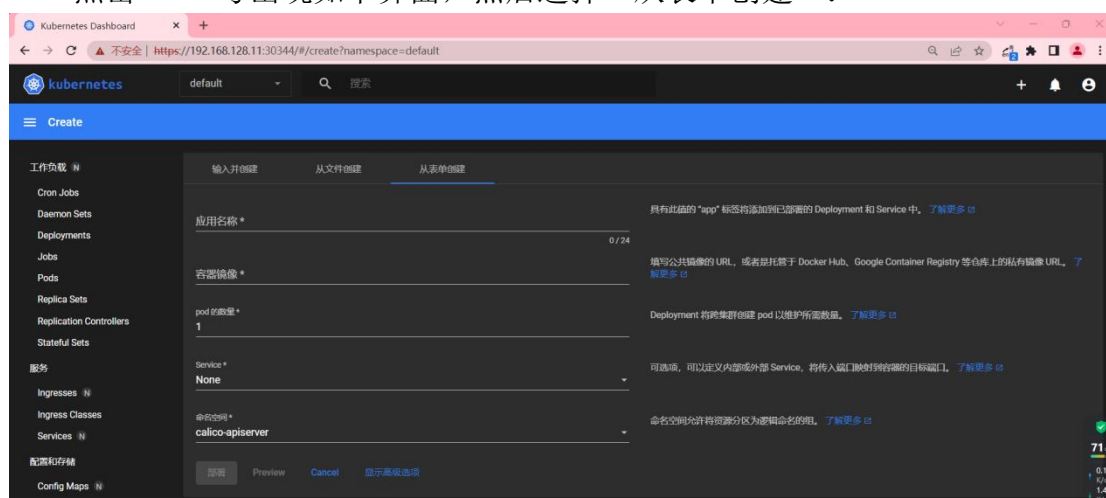 Kubernetes Dashboard
不安全 | https://192.168.128.11:30344/#/create?namespace=default
kubernetes
default
搜索
Create
工作负载 N
输入并创建
从文件创建
从表单创建
Cron Jobs
Daemon Sets
Deployments
Jobs
Pods
Replica Sets
Replication Controllers
Stateful Sets
服务
Ingresses N
Ingress Classes
Services N
配置和存储
Config Maps N
应用名称 *
0 / 24
具有此值的 "app" 标签将添加到已部署的 Deployment 和 Service 中。 了解更多
容器镜像 *
填写公共镜像的 URL，或者是托管于 Docker Hub、Google Container Registry 等仓库上的私有镜像 URL。 了
解更多
pod 的数量 *
1
Deployment 将跨集群创建 pod 以维护所需数量。 了解更多
Service *
None
可选项，可以定义内部或外部 Service，将传入端口映射到容器的目标端口。 了解更多
命名空间 *
calico-apiserver
命名空间允许将资源分区为逻辑命名的组。 了解更多
部署
Preview
Cancel
显示高级选项
2
71
0.1
K/
1.4